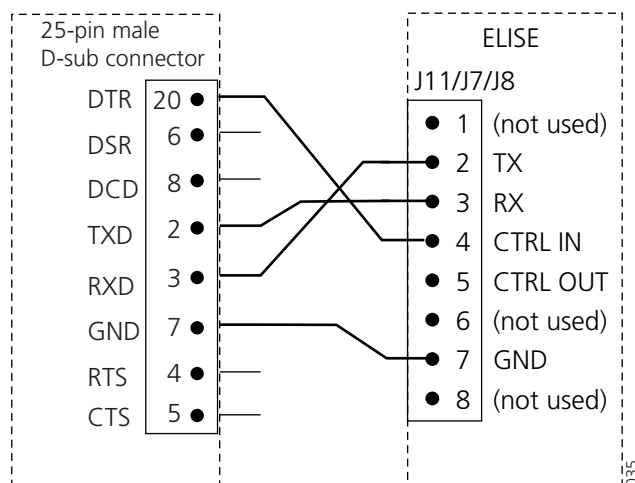 25-pin male
D-sub connector
DTR 20
DSR 6
DCD 8
TXD 2
RXD 3
GND 7
RTS 4
CTS 5
ELISE
J11/J7/J8
1 (not used)
2 TX
3 RX
4 CTRL IN
5 CTRL OUT
6 (not used)
7 GND
8 (not used)